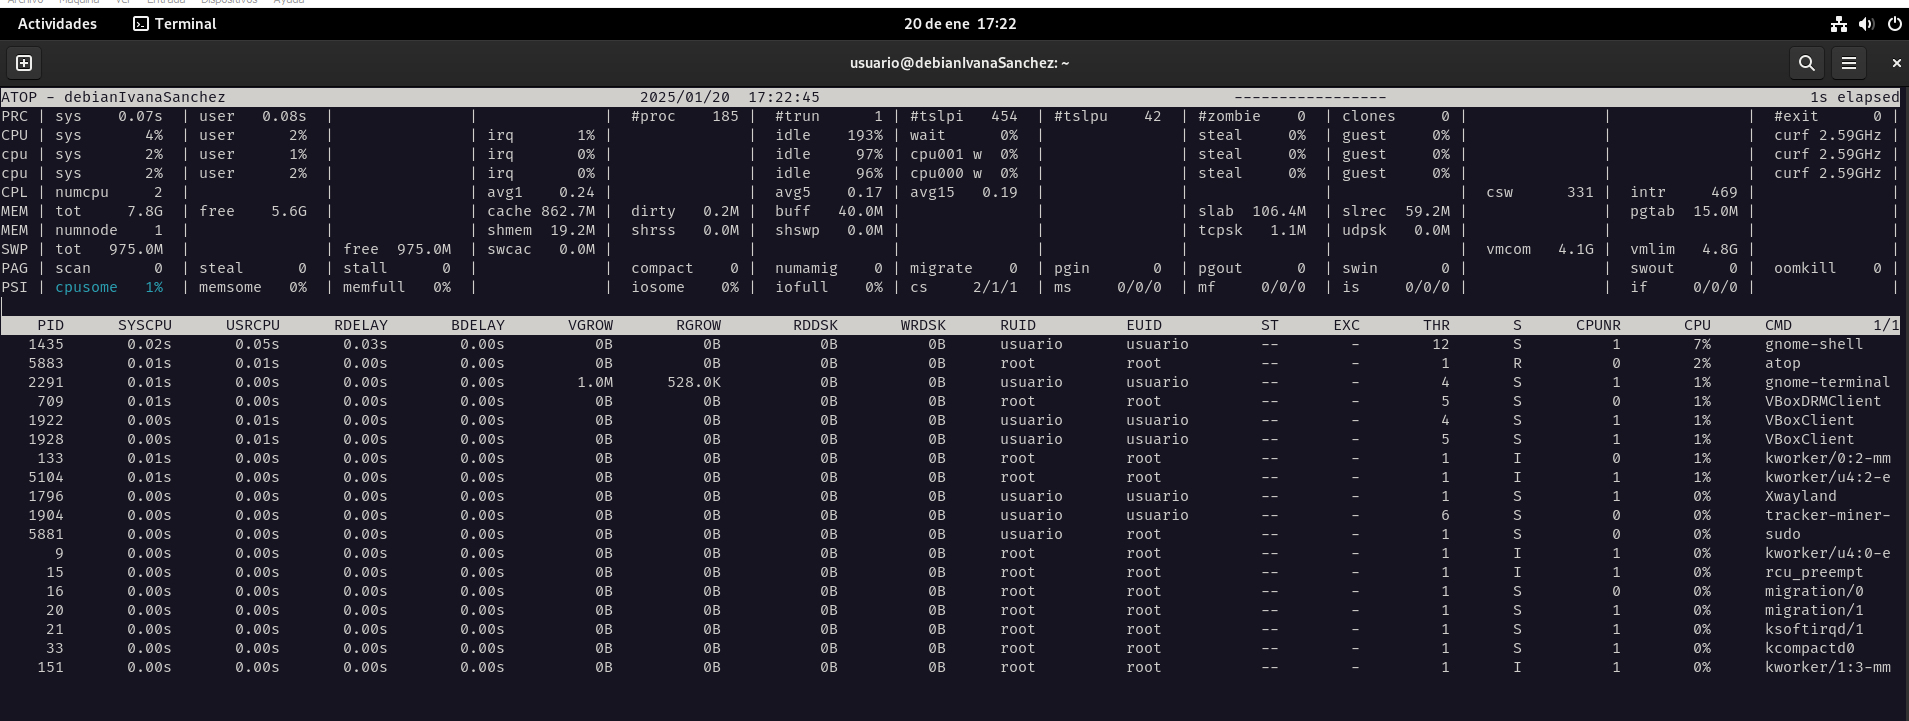 Archivo Máquina Ver Entrada Dispositivos Ayuda
Actividades Terminal 20 de ene 17:22
usuario@debianIvanaSanchez: ~
ATOP - debianIvanaSanchez 2025/01/20 17:22:45 ----------------- 1s elapsed
PRC | sys 0.07s | user 0.08s | | | #proc 185 | #trun 1 | #tslpi 454 | #tslpu 42 | #zombie 0 | clones 0 | | | #exit 0 |
CPU | sys 4% | user 2% | | irq 1% | | idle 193% | wait 0% | | steal 0% | guest 0% | | | curf 2.59GHz |
cpu | sys 2% | user 1% | | irq 0% | | idle 97% | cpu001 w 0% | | steal 0% | guest 0% | | | curf 2.59GHz |
cpu | sys 2% | user 2% | | irq 0% | | idle 96% | cpu000 w 0% | | steal 0% | guest 0% | | | curf 2.59GHz |
CPL | numcpu 2 | | | avg1 0.24 | | avg5 0.17 | avg15 0.19 | | | | csw 331 | intr 469 | |
MEM | tot 7.8G | free 5.6G | | cache 862.7M | dirty 0.2M | buff 40.0M | | | slab 106.4M | slrec 59.2M | | pgtab 15.0M | |
MEM | numnode 1 | | | shmem 19.2M | shrss 0.0M | shswp 0.0M | | | tcpsk 1.1M | udpsk 0.0M | | | |
SWP | tot 975.0M | | free 975.0M | swcac 0.0M | | | | | | | vmcom 4.1G | vmlim 4.8G | |
PAG | scan 0 | steal 0 | stall 0 | | compact 0 | numamig 0 | migrate 0 | pgin 0 | pgout 0 | swin 0 | | swout 0 | oomkill 0 |
PSI | cpusome 1% | memsome 0% | memfull 0% | | iosome 0% | iofull 0% | cs 2/1/1 | ms 0/0/0 | mf 0/0/0 | is 0/0/0 | | if 0/0/0 | |
PID SYSCPU USRCPU RDELAY BDELAY VGROW RGROW RDDSK WRDSK RUID EUID ST EXC THR S CPUNR CPU CMD 1/1
1435 0.02s 0.05s 0.03s 0.00s 0B 0B 0B 0B usuario usuario -- - 12 S 1 7% gnome-shell
5883 0.01s 0.01s 0.00s 0.00s 0B 0B 0B 0B root root -- - 1 R 0 2% atop
2291 0.01s 0.00s 0.00s 0.00s 1.0M 528.0K 0B 0B usuario usuario -- - 4 S 1 1% gnome-terminal
709 0.01s 0.00s 0.00s 0.00s 0B 0B 0B 0B root root -- - 5 S 0 1% VBoxDRMClient
1922 0.00s 0.01s 0.00s 0.00s 0B 0B 0B 0B usuario usuario -- - 4 S 1 1% VBoxClient
1928 0.00s 0.01s 0.00s 0.00s 0B 0B 0B 0B usuario usuario -- - 5 S 1 1% VBoxClient
133 0.01s 0.00s 0.00s 0.00s 0B 0B 0B 0B root root -- - 1 I 0 1% kworker/0:2-mm
5104 0.01s 0.00s 0.00s 0.00s 0B 0B 0B 0B root root -- - 1 I 1 1% kworker/u4:2-e
1796 0.00s 0.00s 0.00s 0.00s 0B 0B 0B 0B usuario usuario -- - 1 S 1 0% Xwayland
1904 0.00s 0.00s 0.00s 0.00s 0B 0B 0B 0B usuario usuario -- - 6 S 0 0% tracker-miner-
5881 0.00s 0.00s 0.00s 0.00s 0B 0B 0B 0B usuario root -- - 1 S 0 0% sudo
9 0.00s 0.00s 0.00s 0.00s 0B 0B 0B 0B root root -- - 1 I 1 0% kworker/u4:0-e
15 0.00s 0.00s 0.00s 0.00s 0B 0B 0B 0B root root -- - 1 I 1 0% rcu_preempt
16 0.00s 0.00s 0.00s 0.00s 0B 0B 0B 0B root root -- - 1 S 0 0% migration/0
20 0.00s 0.00s 0.00s 0.00s 0B 0B 0B 0B root root -- - 1 S 1 0% migration/1
21 0.00s 0.00s 0.00s 0.00s 0B 0B 0B 0B root root -- - 1 S 1 0% ksoftirqd/1
33 0.00s 0.00s 0.00s 0.00s 0B 0B 0B 0B root root -- - 1 S 1 0% kcompactd0
151 0.00s 0.00s 0.00s 0.00s 0B 0B 0B 0B root root -- - 1 I 1 0% kworker/1:3-mm